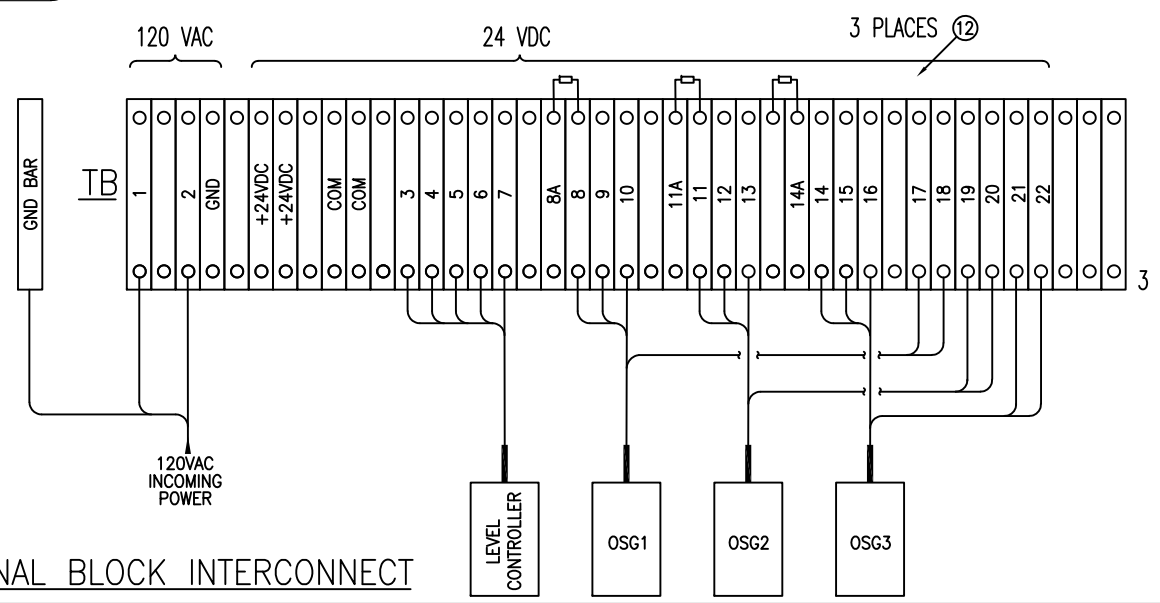 120 VAC
24 VDC
3 PLACES 12
GND BAR
TB
1
2
GND
+24VDC
+24VDC
COM
COM
3
4
5
6
7
8A
8
9
10
11A
11
12
13
14A
14
15
16
17
18
19
20
21
22
3
120VAC
INCOMING
POWER
LEVEL
CONTROLLER
OSG1
OSG2
OSG3
NAL BLOCK INTERCONNECT